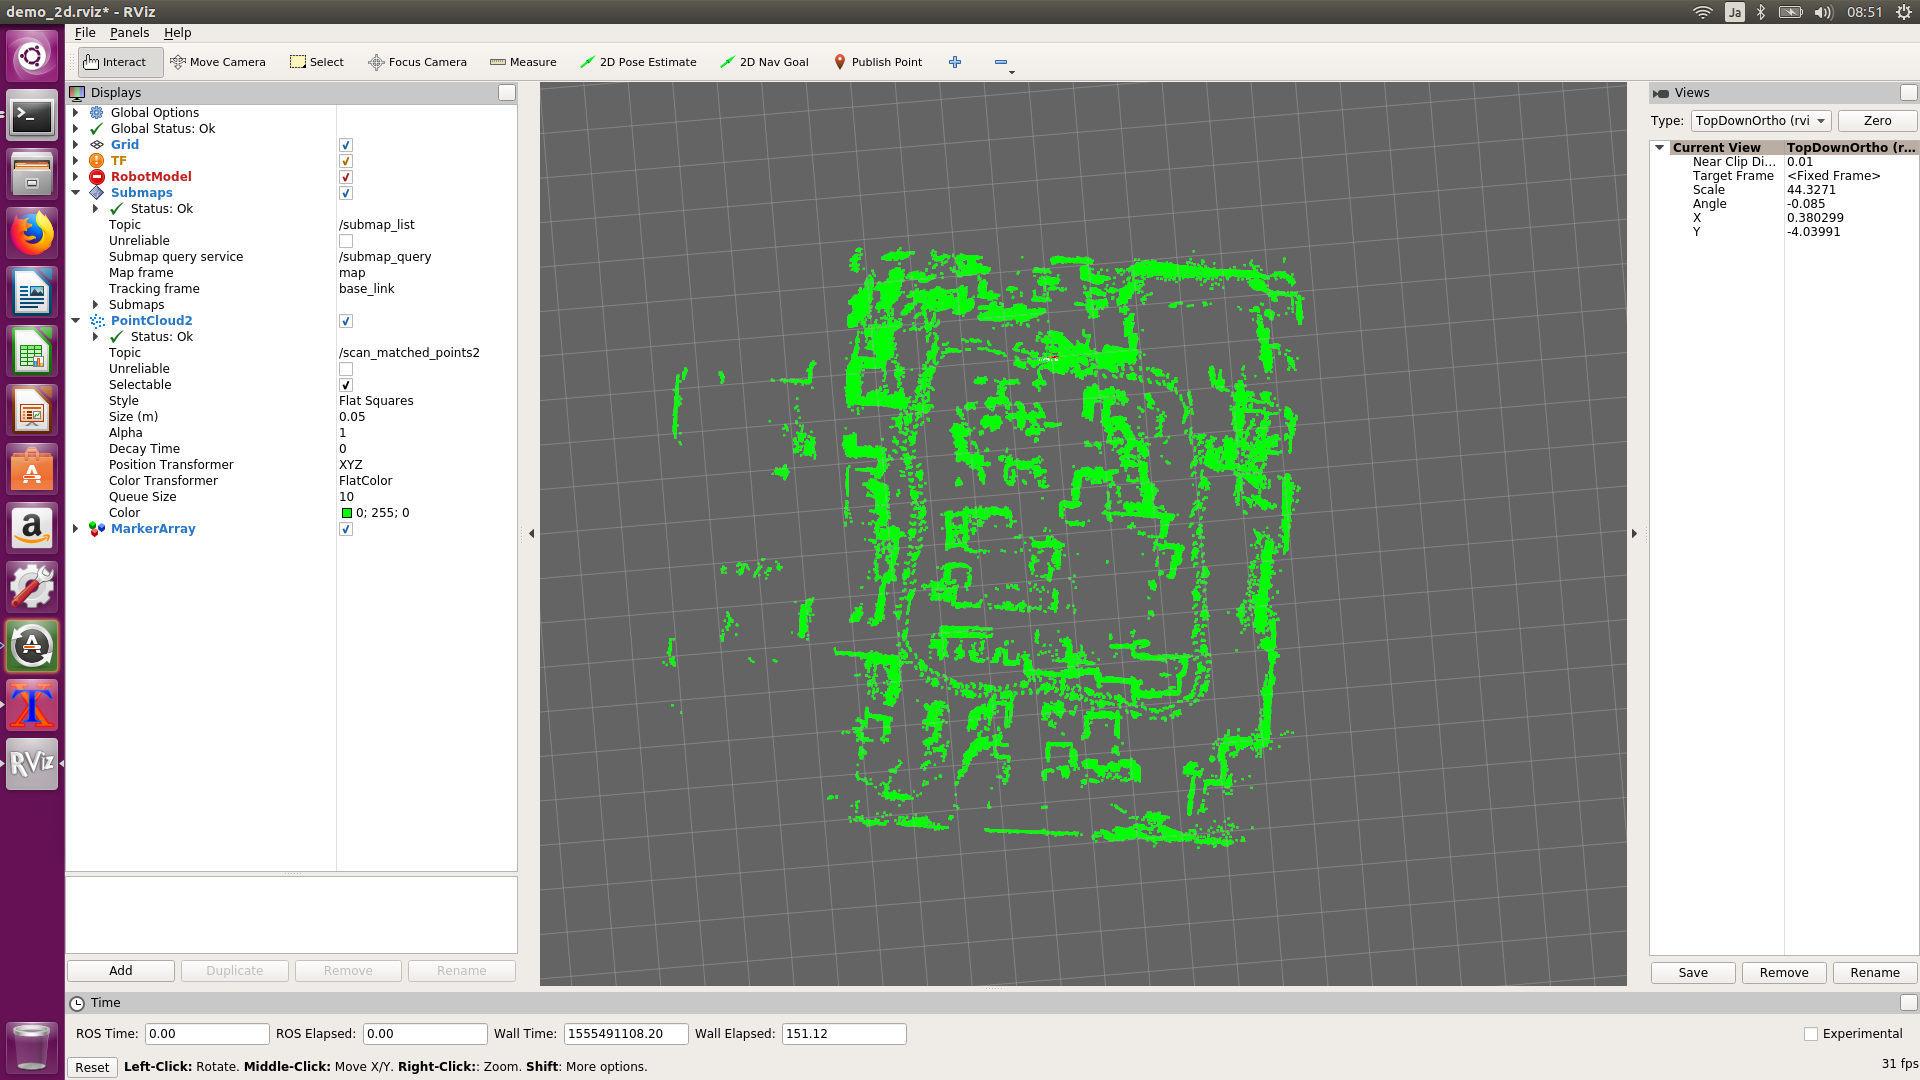 demo_2d.rviz* - RViz
Ja
08:51
File Panels Help
Interact Move Camera Select Focus Camera Measure 2D Pose Estimate 2D Nav Goal Publish Point
Displays
Global Options
Global Status: Ok
Grid
TF
RobotModel
Submaps
Status: Ok
Topic /submap_list
Unreliable
Submap query service /submap_query
Map frame map
Tracking frame base_link
Submaps
PointCloud2
Status: Ok
Topic /scan_matched_points2
Unreliable
Selectable
Style Flat Squares
Size (m) 0.05
Alpha 1
Decay Time 0
Position Transformer XYZ
Color Transformer FlatColor
Queue Size 10
Color 0; 255; 0
MarkerArray
Add Duplicate Remove Rename
Views
Type: TopDownOrtho (rvi Zero
Current View TopDownOrtho (r...
Near Clip Di... 0.01
Target Frame <Fixed Frame>
Scale 44.3271
Angle -0.085
X 0.380299
Y -4.03991
Save Remove Rename
Time
ROS Time: 0.00 ROS Elapsed: 0.00 Wall Time: 1555491108.20 Wall Elapsed: 151.12 Experimental
Reset Left-Click: Rotate. Middle-Click: Move X/Y. Right-Click:: Zoom. Shift: More options. 31 fps
>_
A
a
A
T
RViz